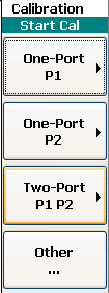 Calibration
Start Cal
One-Port
P1
One-Port
P2
Two-Port
P1 P2
Other
...